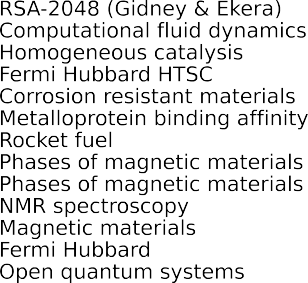 RSA-2048 (Gidney & Ekera)
Computational fluid dynamics
Homogeneous catalysis
Fermi Hubbard HTSC
Corrosion resistant materials
Metalloprotein binding affinity
Rocket fuel
Phases of magnetic materials
Phases of magnetic materials
NMR spectroscopy
Magnetic materials
Fermi Hubbard
Open quantum systems